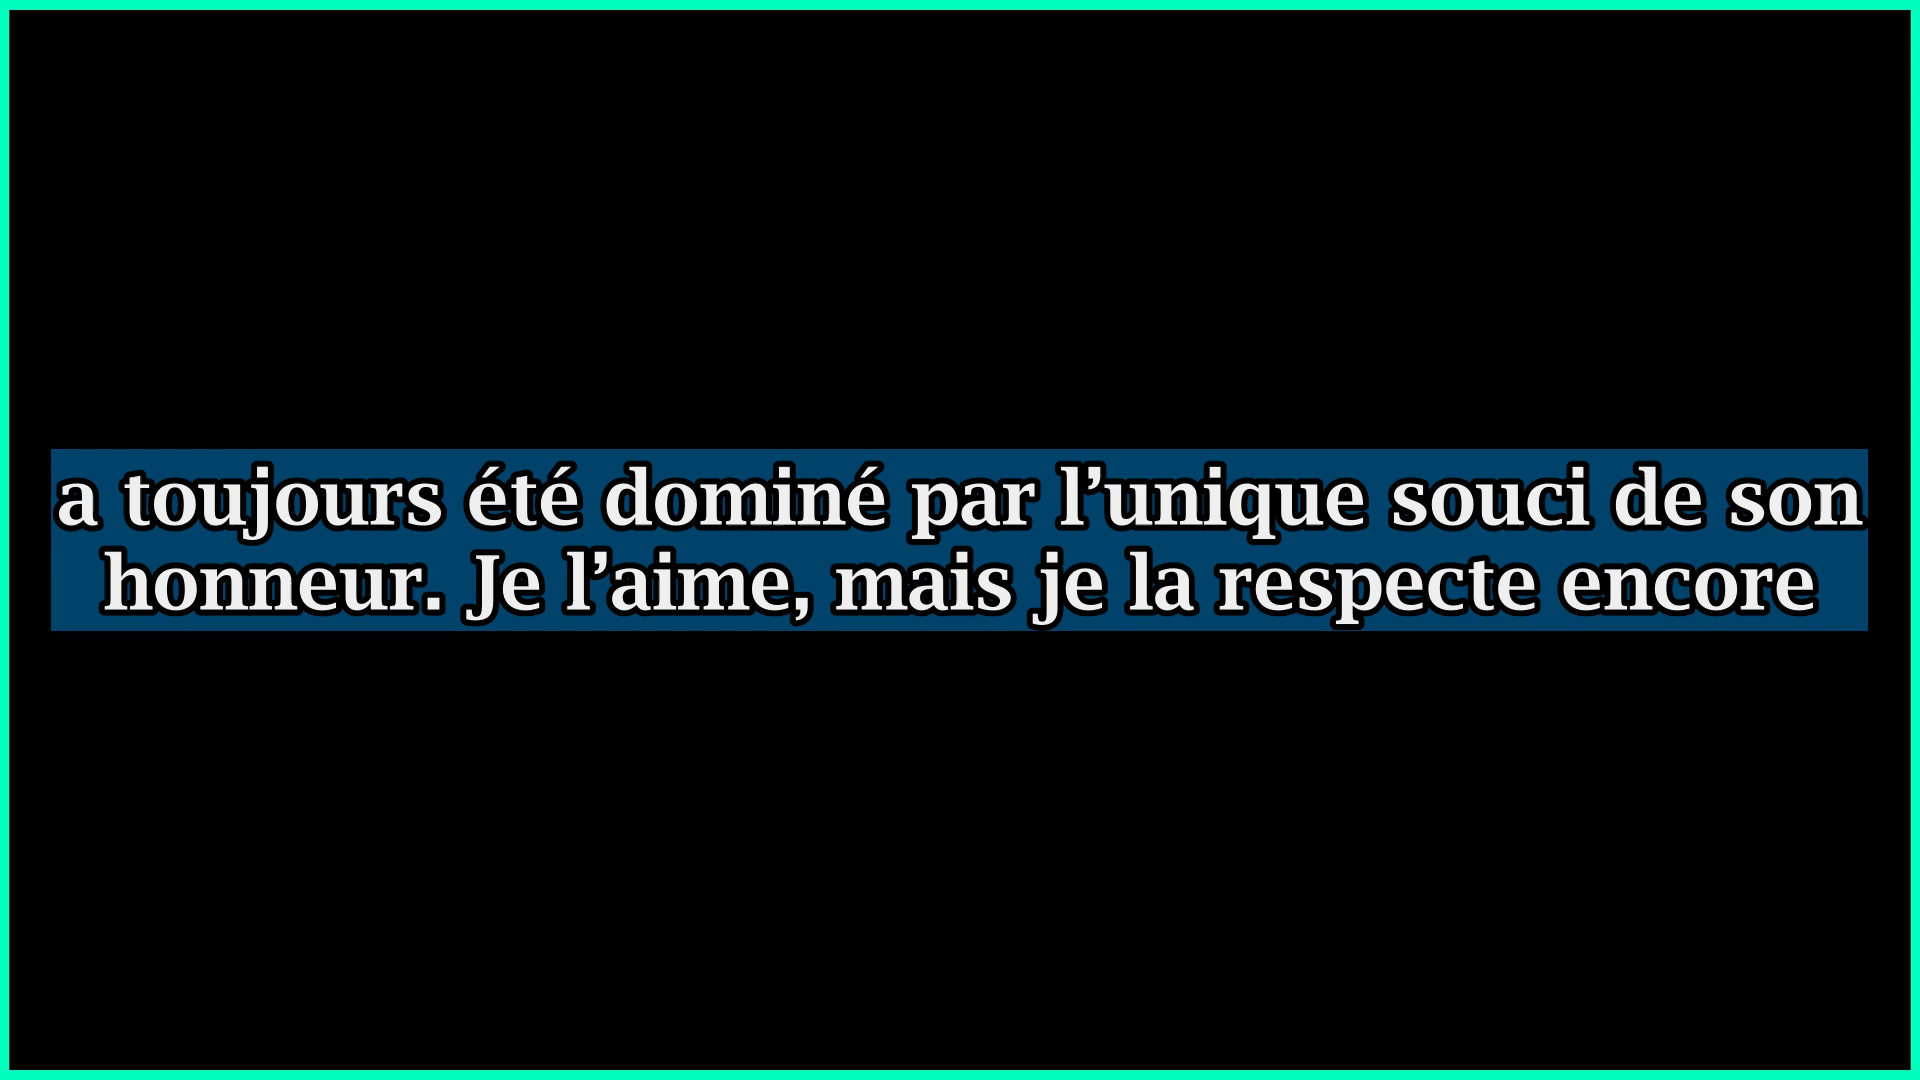 a toujours été dominé par l’unique souci de son
honneur. Je l’aime, mais je la respecte encore